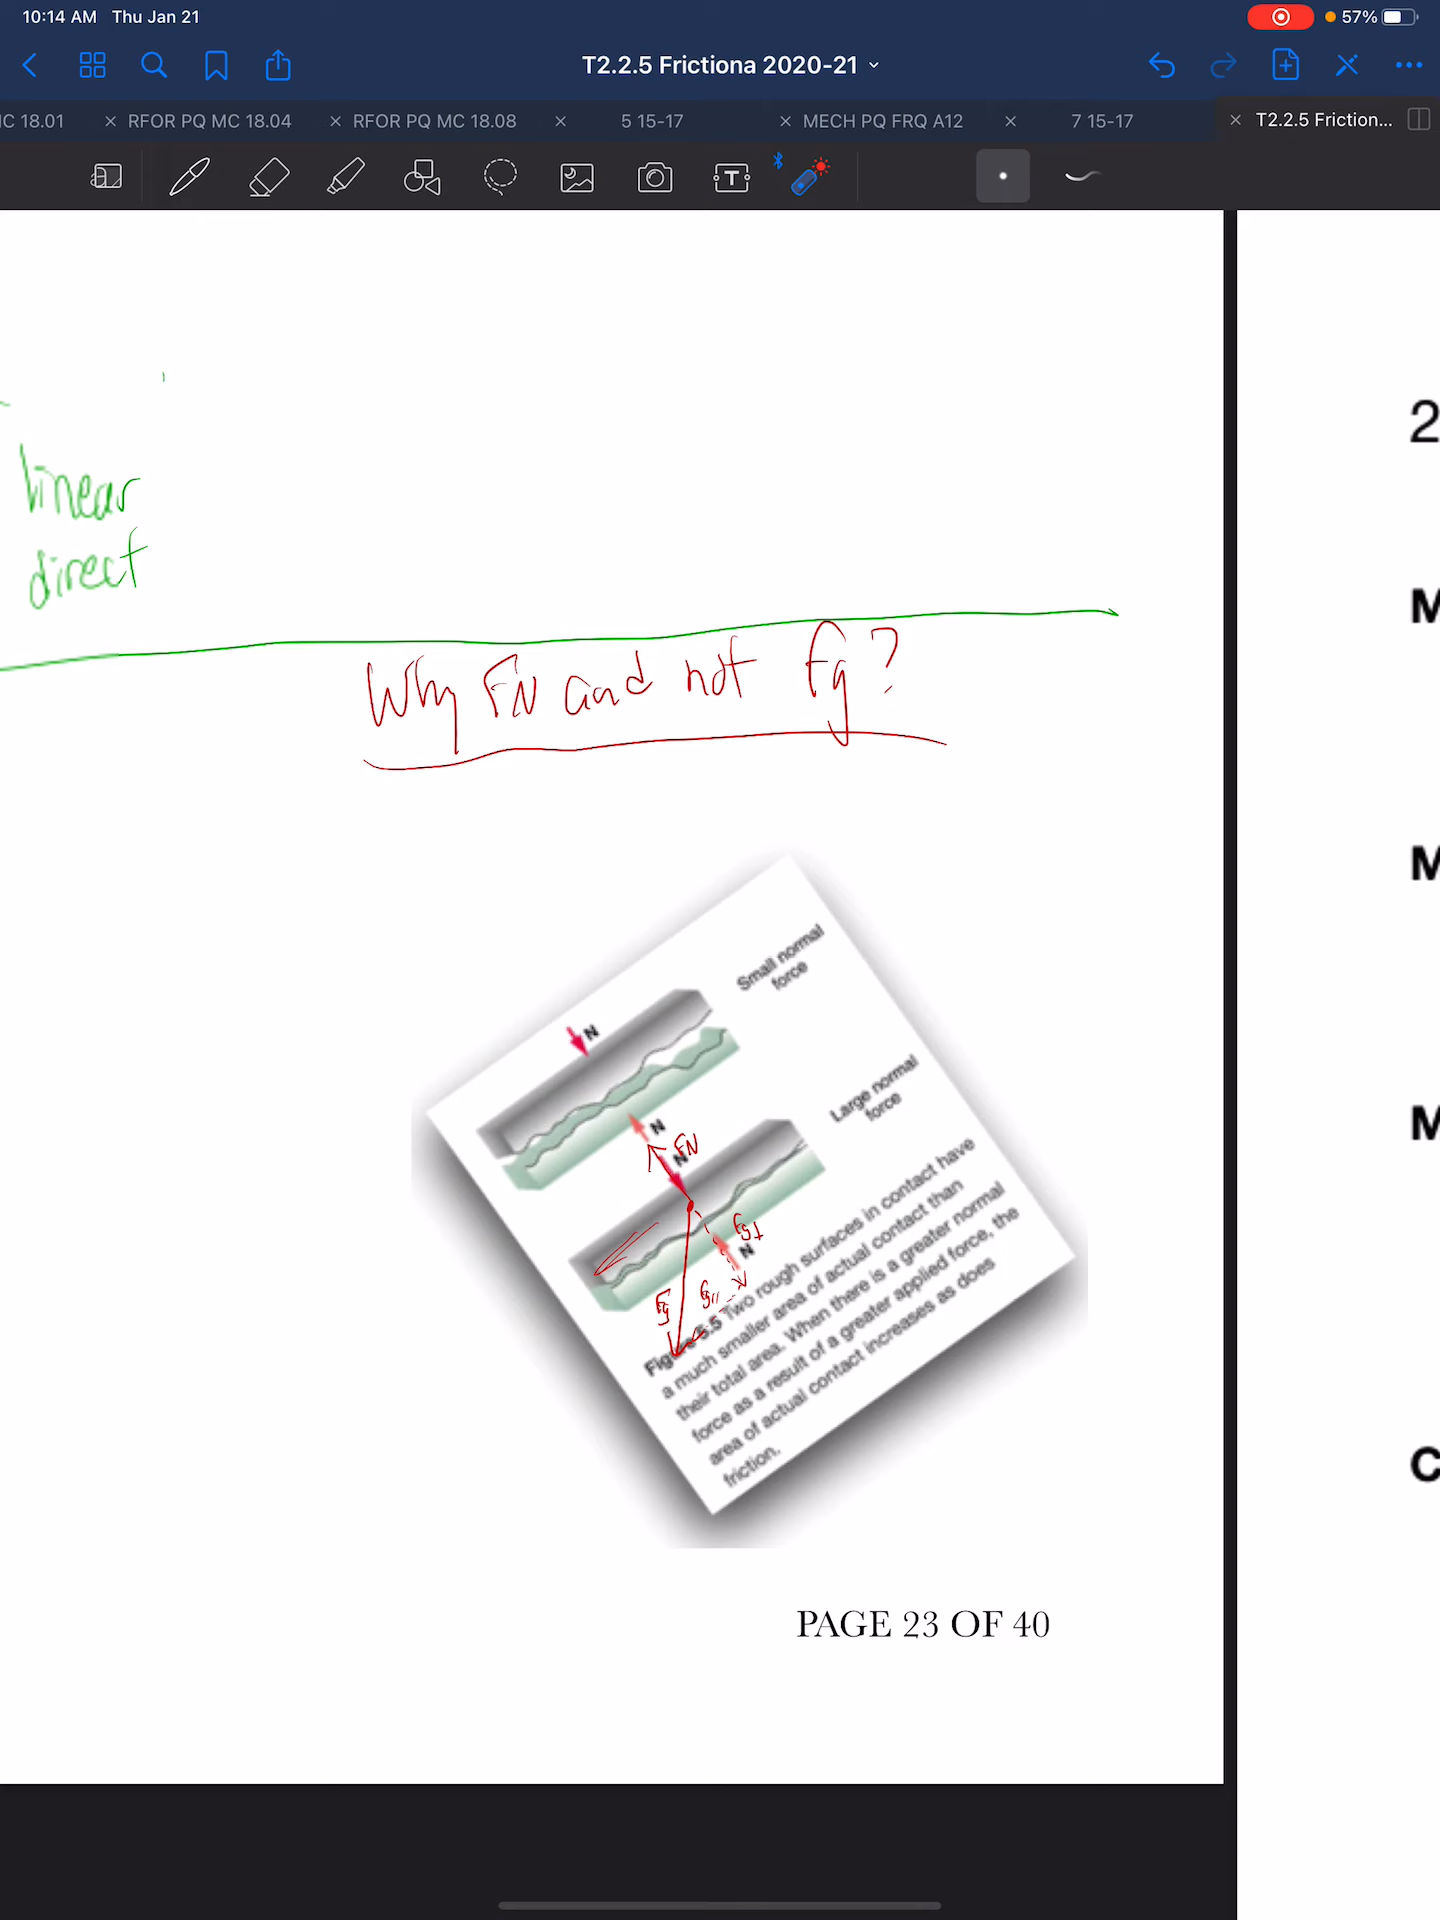 10:14 AM Thu Jan 21
57%
T2.2.5 Frictiona 2020-21
C 18.01
RFOR PQ MC 18.04
RFOR PQ MC 18.08
5 15-17
MECH PQ FRQ A12
7 15-17
T2.2.5 Friction...
T
linear
direct
Why FN and not Fg?
Small normal
force
N
N
Large normal
force
FN
N
Fg⊥
N
Fg
Fg||
Figure 5.5 Two rough surfaces in contact have
a much smaller area of actual contact than
their total area. When there is a greater normal
force as a result of a greater applied force, the
area of actual contact increases as does
friction.
PAGE 23 OF 40
2
M
M
M
C